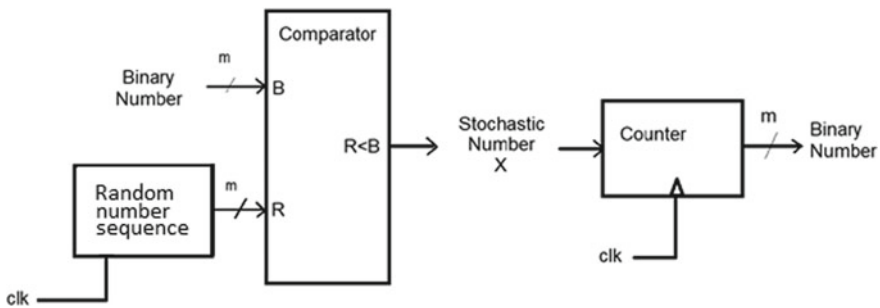 Comparator
m
Binary
Number
B
R<B
Stochastic
Number
X
Counter
m
Binary
Number
Random
number
sequence
m
R
clk
clk